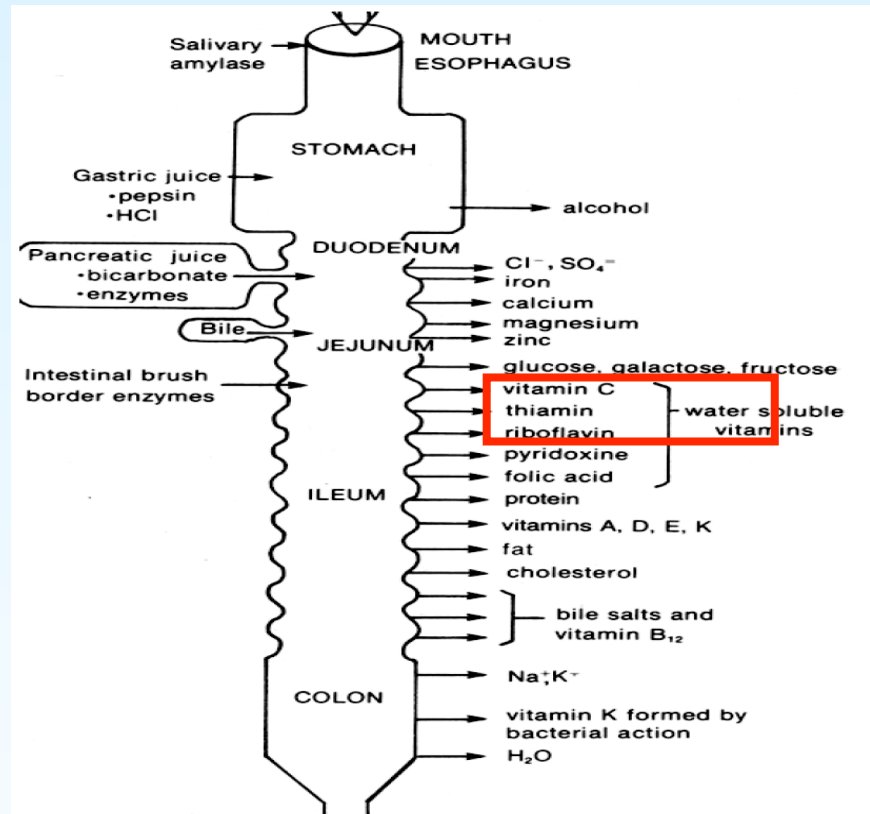 Salivary
amylase
MOUTH
ESOPHAGUS
STOMACH
Gastric juice
•pepsin
•HCl
alcohol
DUODENUM
Pancreatic juice
•bicarbonate
•enzymes
Cl⁻, SO₄⁼
iron
calcium
magnesium
zinc
Bile
JEJUNUM
Intestinal brush
border enzymes
glucose, galactose, fructose
vitamin C
thiamin
riboflavin
pyridoxine
folic acid
water soluble
vitamins
ILEUM
protein
vitamins A, D, E, K
fat
cholesterol
bile salts and
vitamin B₁₂
COLON
Na⁺,K⁺
vitamin K formed by
bacterial action
H₂O